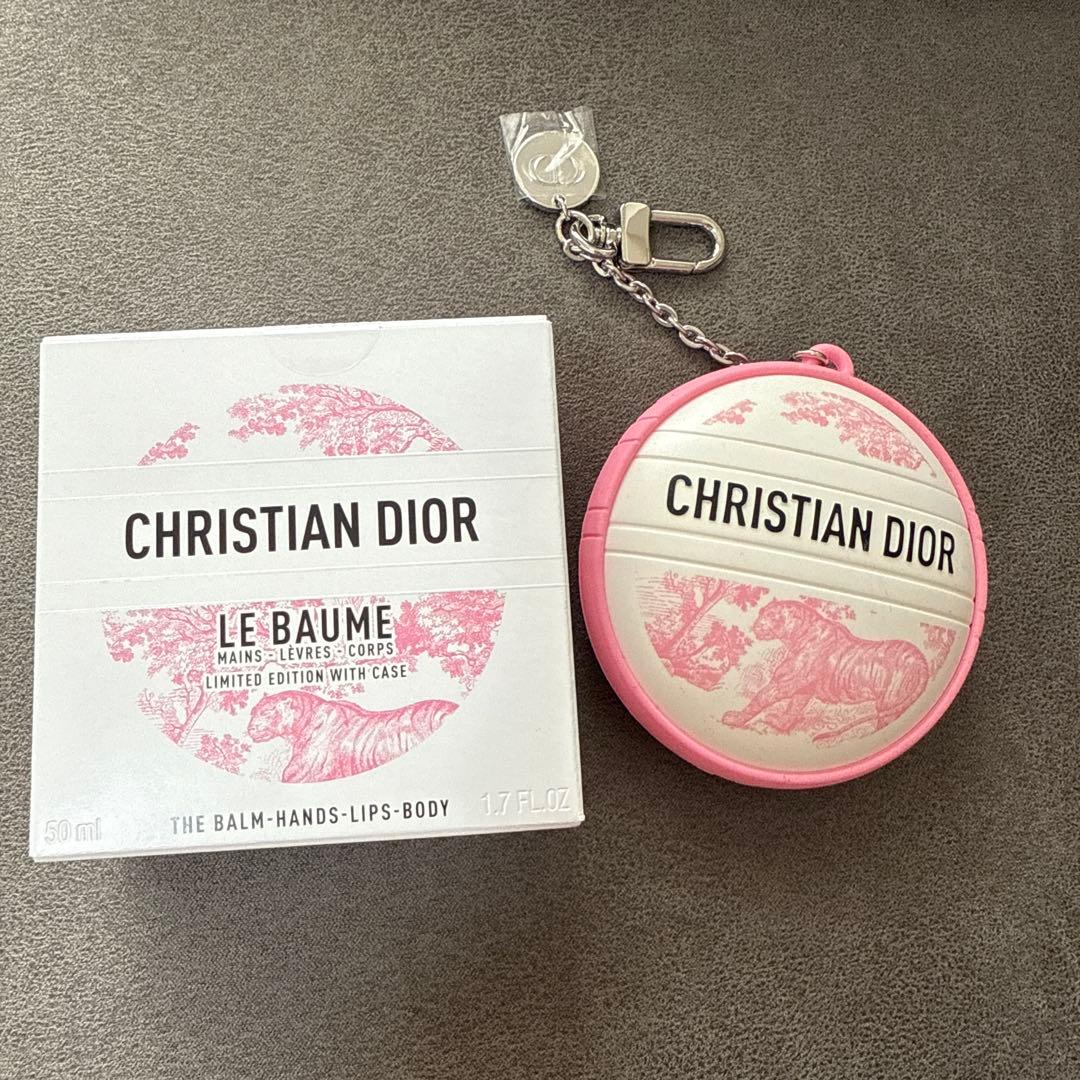 CHRISTIAN DIOR
LE BAUME
MAINS - LÈVRES - CORPS
LIMITED EDITION WITH CASE
THE BALM-HANDS-LIPS-BODY
50 ml
1.7 FL.OZ
CD
CHRISTIAN DIOR